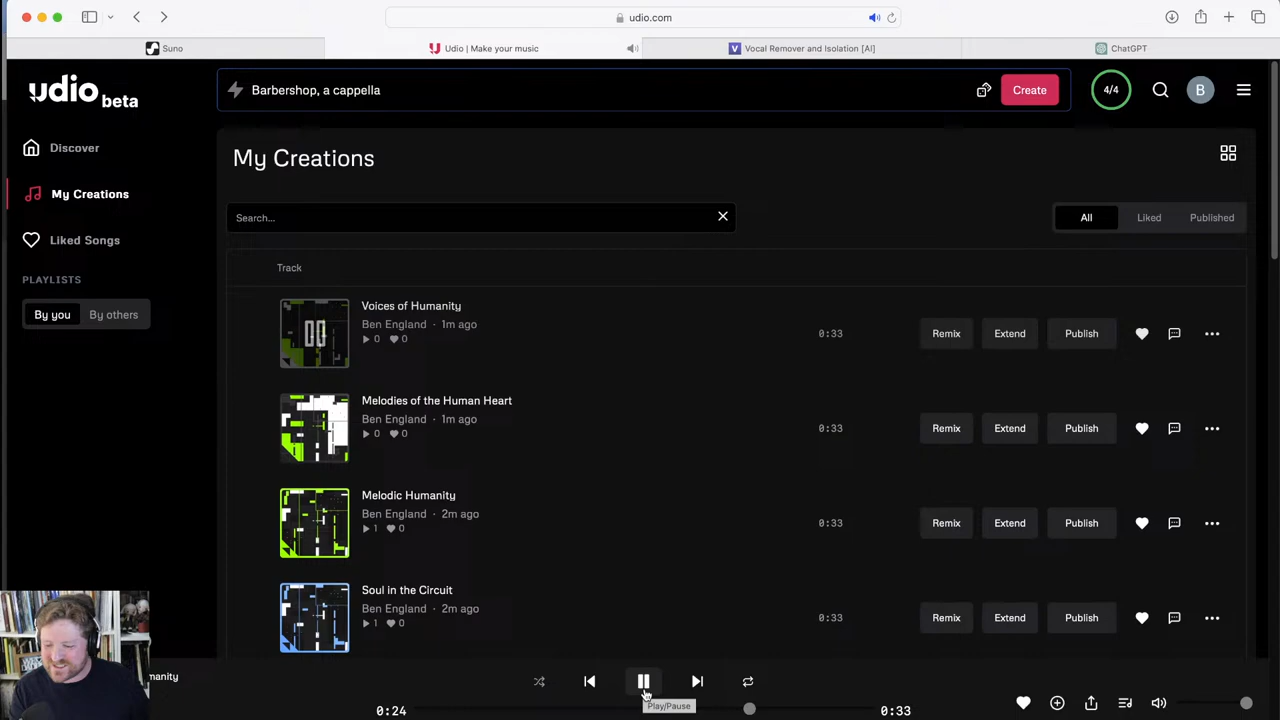 udio.com
Suno
Udio | Make your music
Vocal Remover and Isolation [AI]
ChatGPT
udio beta
Barbershop, a cappella
Create
4/4
B
Discover
My Creations
Liked Songs
PLAYLISTS
By you
By others
My Creations
Search...
All
Liked
Published
Track
Voices of Humanity
Ben England · 1m ago
0
0
0:33
Remix
Extend
Publish
Melodies of the Human Heart
Ben England · 1m ago
0
0
0:33
Remix
Extend
Publish
Melodic Humanity
Ben England · 2m ago
1
0
0:33
Remix
Extend
Publish
Soul in the Circuit
Ben England · 2m ago
1
0
0:33
Remix
Extend
Publish
manity
Play/Pause
0:24
0:33